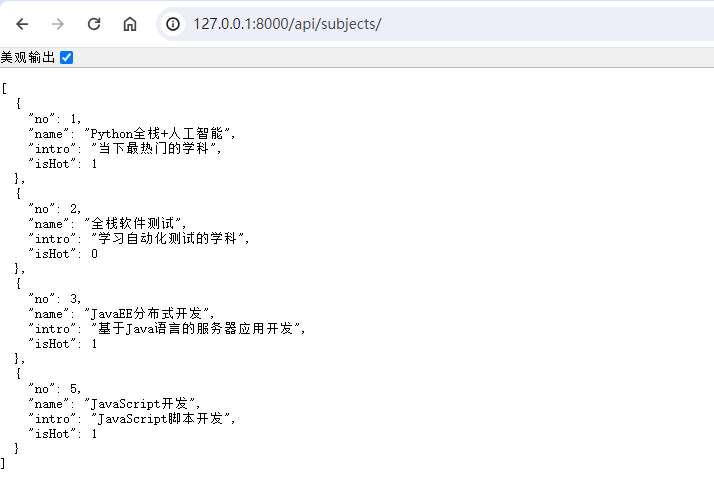 127.0.0.1:8000/api/subjects/
美观输出
[
  {
    "no": 1,
    "name": "Python全栈+人工智能",
    "intro": "当下最热门的学科",
    "isHot": 1
  },
  {
    "no": 2,
    "name": "全栈软件测试",
    "intro": "学习自动化测试的学科",
    "isHot": 0
  },
  {
    "no": 3,
    "name": "JavaEE分布式开发",
    "intro": "基于Java语言的服务器应用开发",
    "isHot": 1
  },
  {
    "no": 5,
    "name": "JavaScript开发",
    "intro": "JavaScript脚本开发",
    "isHot": 1
  }
]